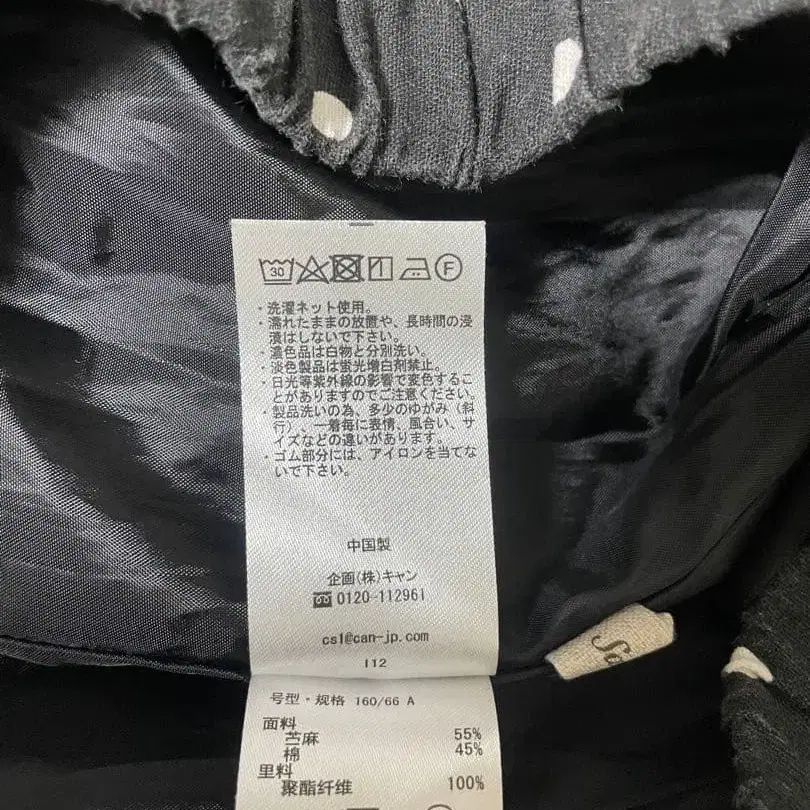 30 F
・洗濯ネット使用。
・濡れたままの放置や、長時間の浸
漬はしないで下さい。
・濃色品は白物と分別洗い。
・淡色製品は蛍光増白剤禁止。
・日光等紫外線の影響で変色するこ
とがありますのでご注意ください。
・製品洗いの為、多少のゆがみ（斜
行）、一着毎に表情、風合い、サ
イズなどの違いがあります。
・ゴム部分には、アイロンを当てな
いで下さい。
中国製
企画(株)キャン
0120-112961
cs1@can-jp.com
112
号型・规格 160/66 A
面料
苎麻 55%
棉 45%
里料
聚酯纤维 100%